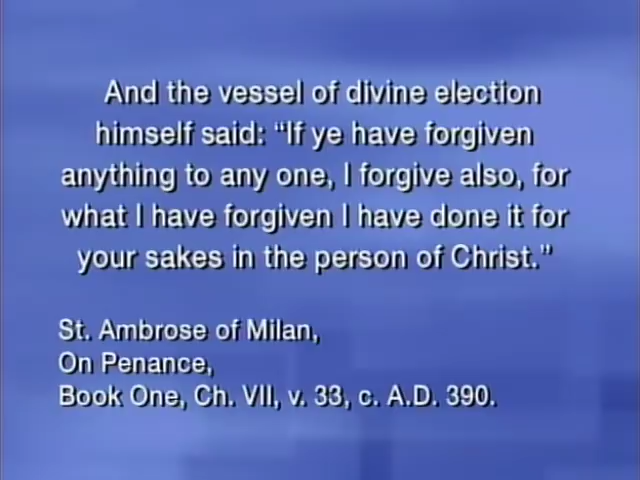 And the vessel of divine election
himself said: “If ye have forgiven
anything to any one, I forgive also, for
what I have forgiven I have done it for
your sakes in the person of Christ.”
St. Ambrose of Milan,
On Penance,
Book One, Ch. VII, v. 33, c. A.D. 390.